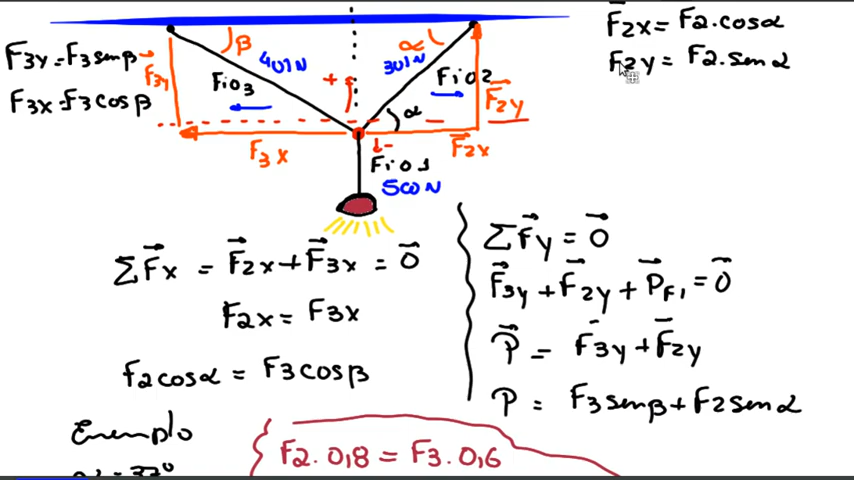 F2x = F2.cosα
F2y = F2.senα
F3y = F3senβ
F3x = F3cosβ
F3y
β
401N
Fio3
α
301N
Fio2
+
F2y
α
F3x
-
F2x
Fio1
500N
ΣFx = F2x + F3x = 0
F2x = F3x
F2cosα = F3cosβ
ΣFy = 0
F3y + F2y + PF1 = 0
P = F3y + F2y
P = F3senβ + F2senα
Exemplo
α = 37º
F2. 0,8 = F3. 0,6